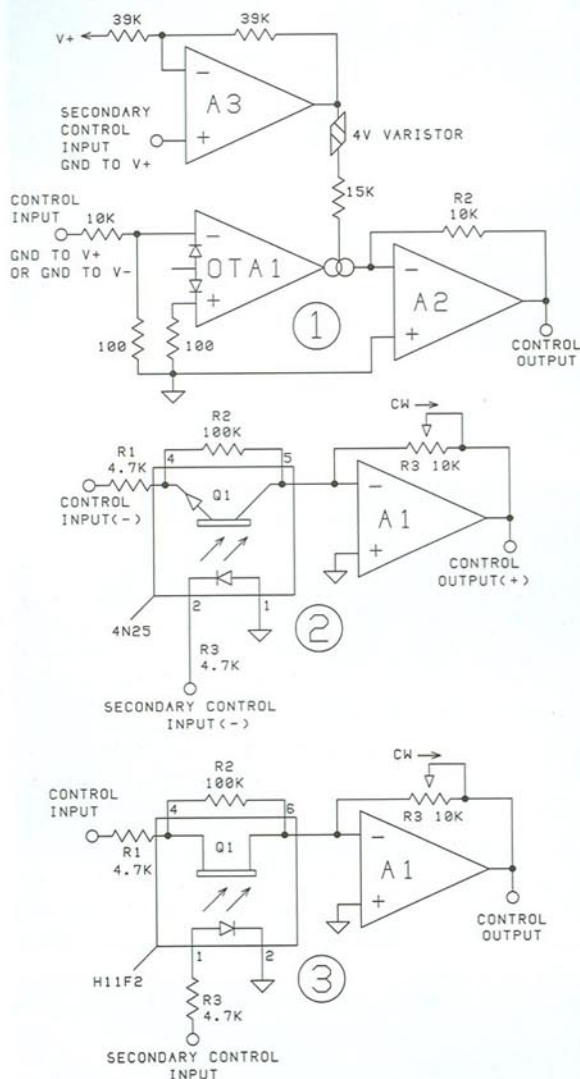 39K
39K
V+
-
A3
+
SECONDARY
CONTROL
INPUT
GND TO V+
4V VARISTOR
15K
CONTROL
INPUT
10K
GND TO V+
OR GND TO V-
-
OTA1
+
R2
10K
-
A2
+
100
100
1
CONTROL
OUTPUT
R2
100K
CW
R1
4.7K
4
5
Q1
R3 10K
-
A1
+
CONTROL
INPUT(-)
CONTROL
OUTPUT(+)
2
1
4N25
2
R3
4.7K
SECONDARY CONTROL
INPUT(-)
R2
100K
CW
CONTROL
INPUT
4
6
Q1
R1
4.7K
R3 10K
-
A1
+
CONTROL
OUTPUT
1
2
H11F2
3
R3
4.7K
SECONDARY CONTROL
INPUT